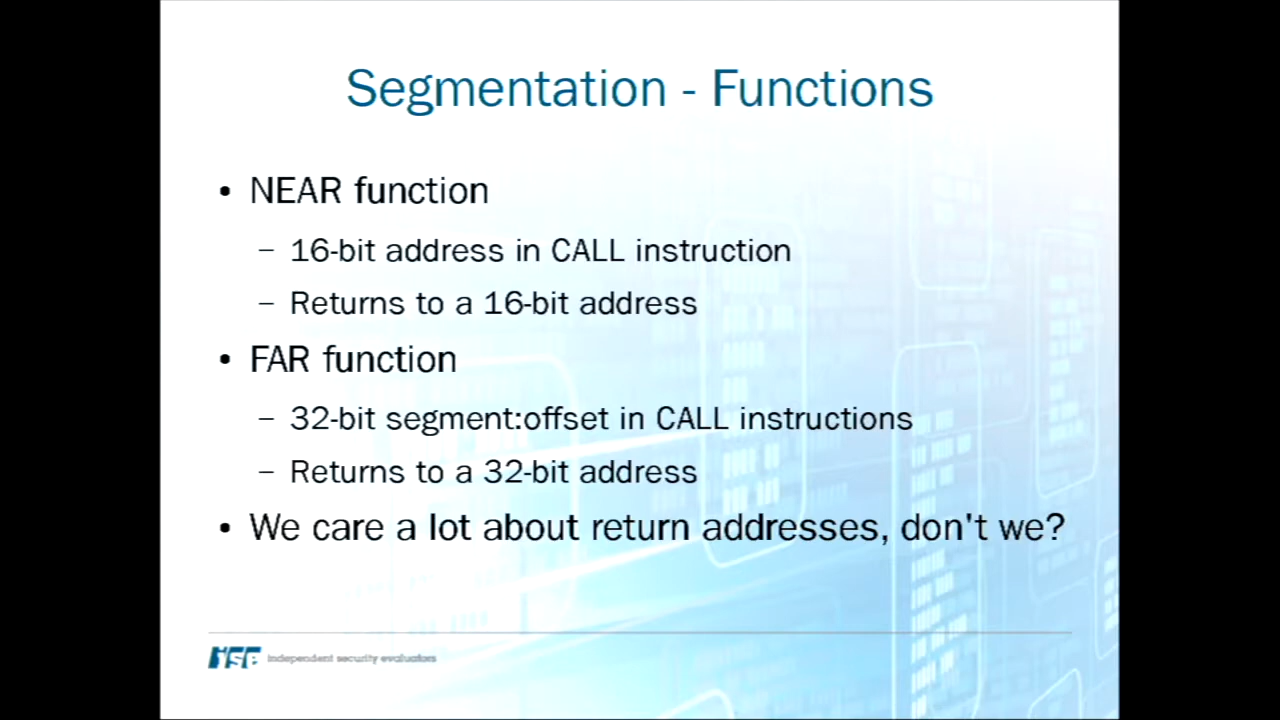 Segmentation - Functions
• NEAR function
– 16-bit address in CALL instruction
– Returns to a 16-bit address
• FAR function
– 32-bit segment:offset in CALL instructions
– Returns to a 32-bit address
• We care a lot about return addresses, don't we?
ise independent security evaluators